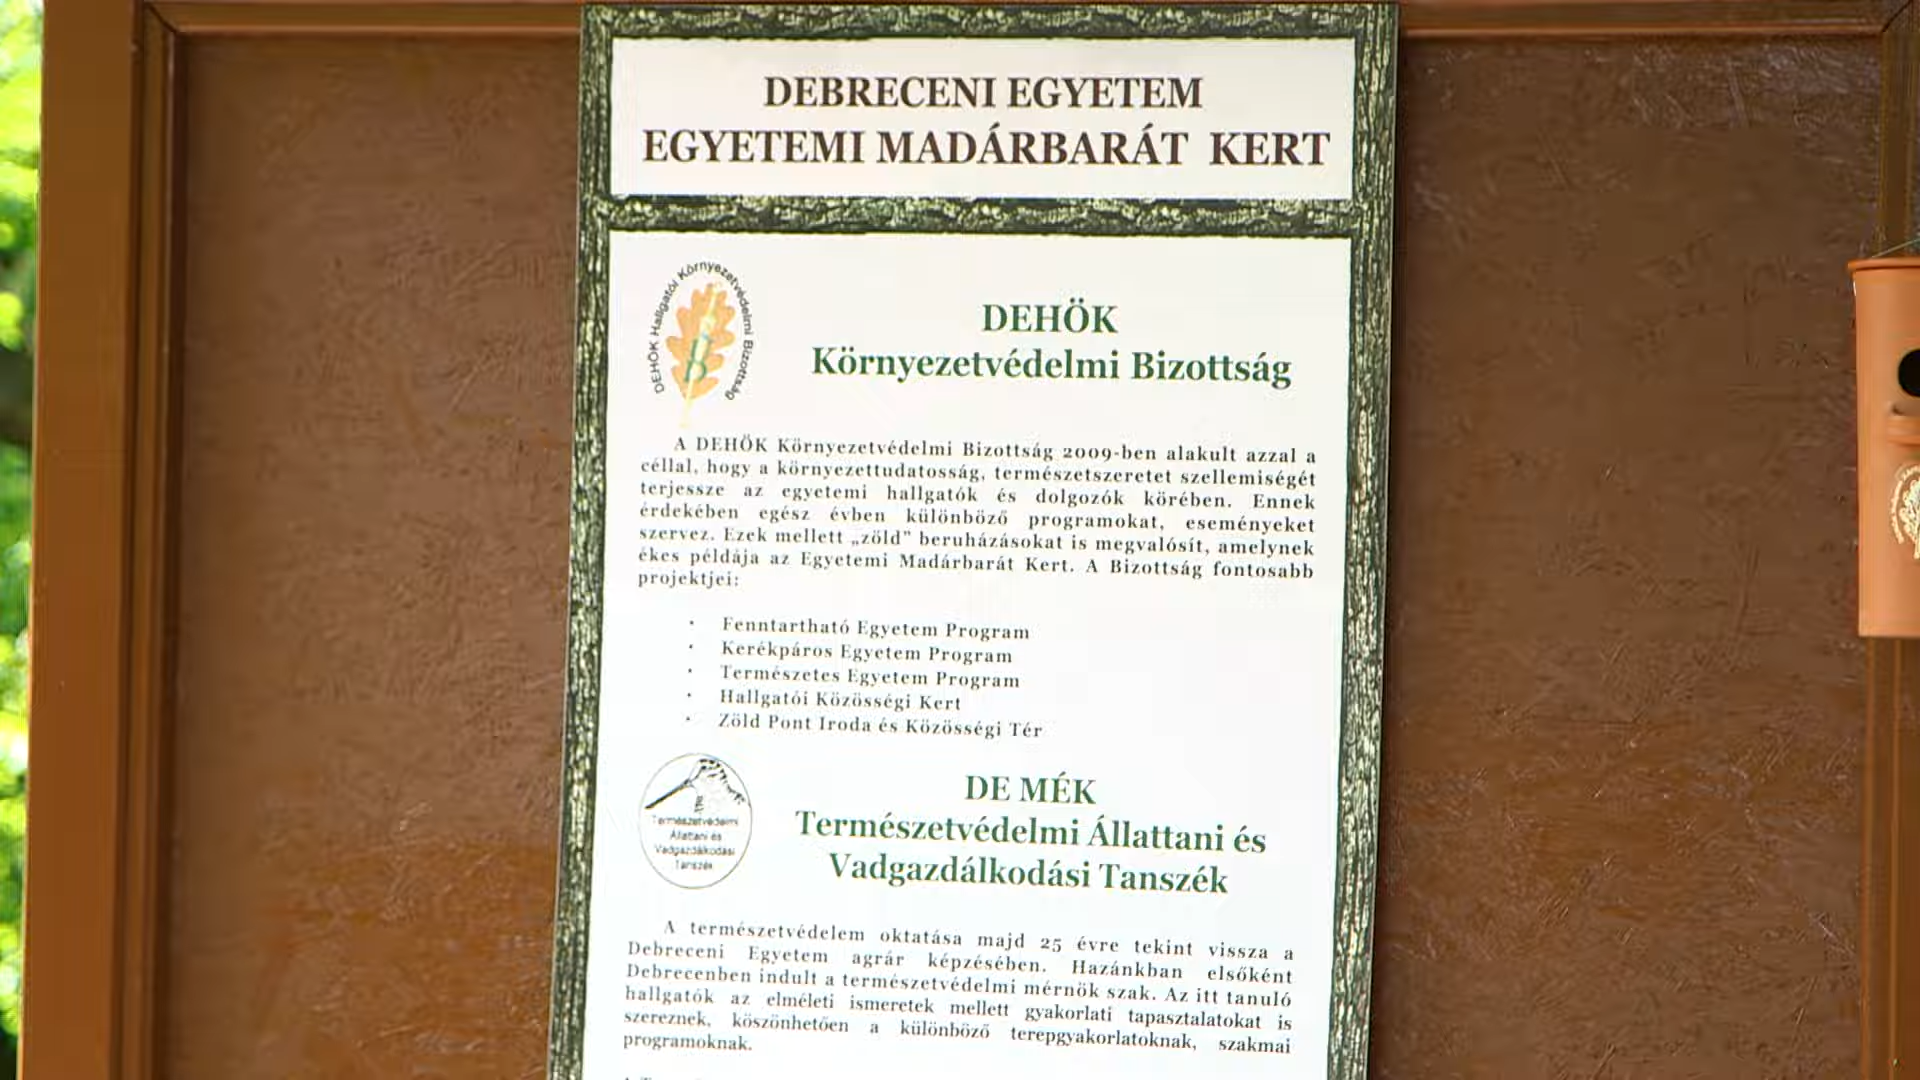 DEBRECENI EGYETEM
EGYETEMI MADÁRBARÁT KERT
DEHÖK Hallgatói Környezetvédelmi Bizottság
DEHÖK
Környezetvédelmi Bizottság
A DEHÖK Környezetvédelmi Bizottság 2009-ben alakult azzal a
céllal, hogy a környezettudatosság, természetszeretet szellemiségét
terjessze az egyetemi hallgatók és dolgozók körében. Ennek
érdekében egész évben különböző programokat, eseményeket
szervez. Ezek mellett „zöld” beruházásokat is megvalósít, amelynek
ékes példája az Egyetemi Madárbarát Kert. A Bizottság fontosabb
projektjei:
· Fenntartható Egyetem Program
· Kerékpáros Egyetem Program
· Természetes Egyetem Program
· Hallgatói Közösségi Kert
· Zöld Pont Iroda és Közösségi Tér
Természetvédelmi
Állattani és
Vadgazdálkodási
Tanszék
DE MÉK
Természetvédelmi Állattani és
Vadgazdálkodási Tanszék
A természetvédelem oktatása majd 25 évre tekint vissza a
Debreceni Egyetem agrár képzésében. Hazánkban elsőként
Debrecenben indult a természetvédelmi mérnök szak. Az itt tanuló
hallgatók az elméleti ismeretek mellett gyakorlati tapasztalatokat is
szereznek, köszönhetően a különböző terepgyakorlatoknak, szakmai
programoknak.